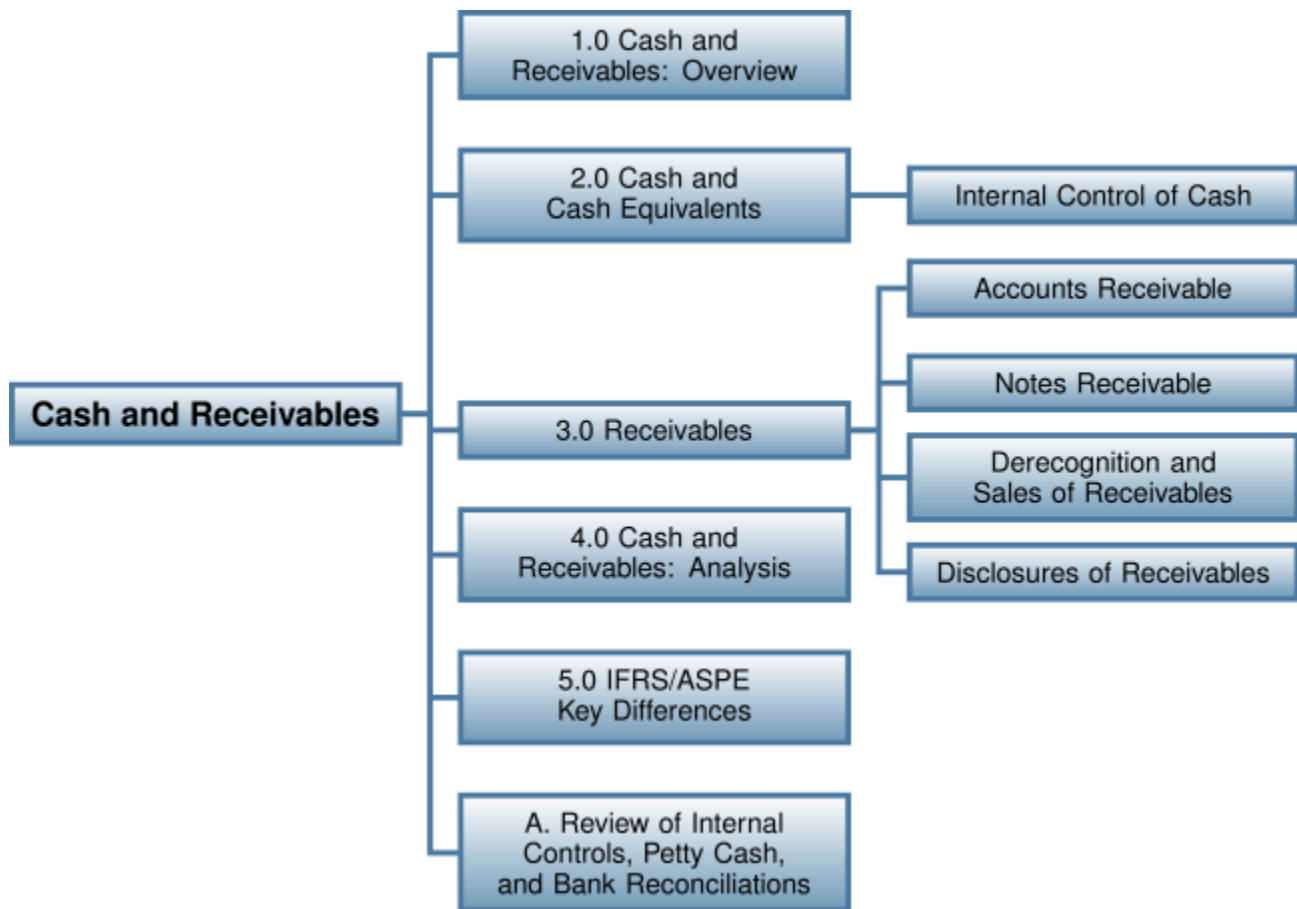 Cash and Receivables
1.0 Cash and
Receivables: Overview
2.0 Cash and
Cash Equivalents
Internal Control of Cash
3.0 Receivables
Accounts Receivable
Notes Receivable
Derecognition and
Sales of Receivables
Disclosures of Receivables
4.0 Cash and
Receivables: Analysis
5.0 IFRS/ASPE
Key Differences
A. Review of Internal
Controls, Petty Cash,
and Bank Reconciliations